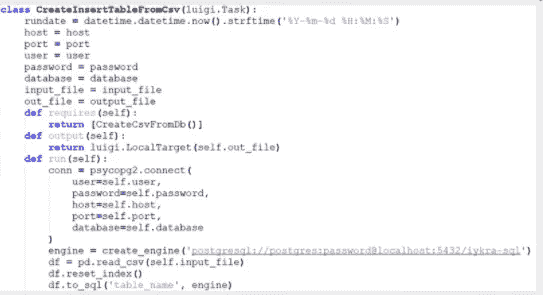 class CreateInsertTableFromCsv(luigi.Task):
    rundate = datetime.datetime.now().strftime('%Y-%m-%d %H:%M:%S')
    host = host
    port = port
    user = user
    password = password
    database = database
    input_file = input_file
    out_file = output_file
    def requires(self):
        return [CreateCsvFromDb()]
    def output(self):
        return luigi.LocalTarget(self.out_file)
    def run(self):
        conn = psycopg2.connect(
            user=self.user,
            password=self.password,
            host=self.host,
            port=self.port,
            database=self.database
        )
        engine = create_engine('postgresql://postgres:password@localhost:5432/iykra-sql')
        df = pd.read_csv(self.input_file)
        df.reset_index()
        df.to_sql('table_name', engine)